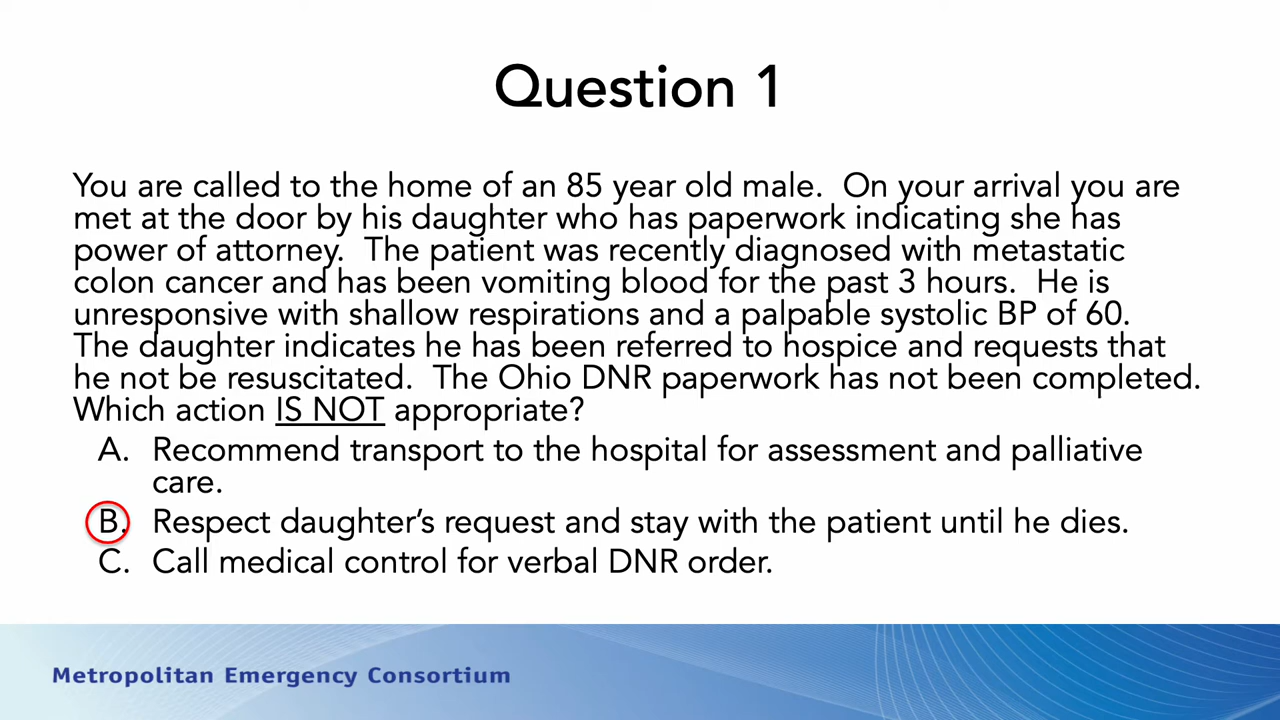 Question 1
You are called to the home of an 85 year old male.  On your arrival you are
met at the door by his daughter who has paperwork indicating she has
power of attorney.  The patient was recently diagnosed with metastatic
colon cancer and has been vomiting blood for the past 3 hours.  He is
unresponsive with shallow respirations and a palpable systolic BP of 60.
The daughter indicates he has been referred to hospice and requests that
he not be resuscitated.  The Ohio DNR paperwork has not been completed.
Which action IS NOT appropriate?
A. Recommend transport to the hospital for assessment and palliative
care.
B. Respect daughter’s request and stay with the patient until he dies.
C. Call medical control for verbal DNR order.
Metropolitan Emergency Consortium